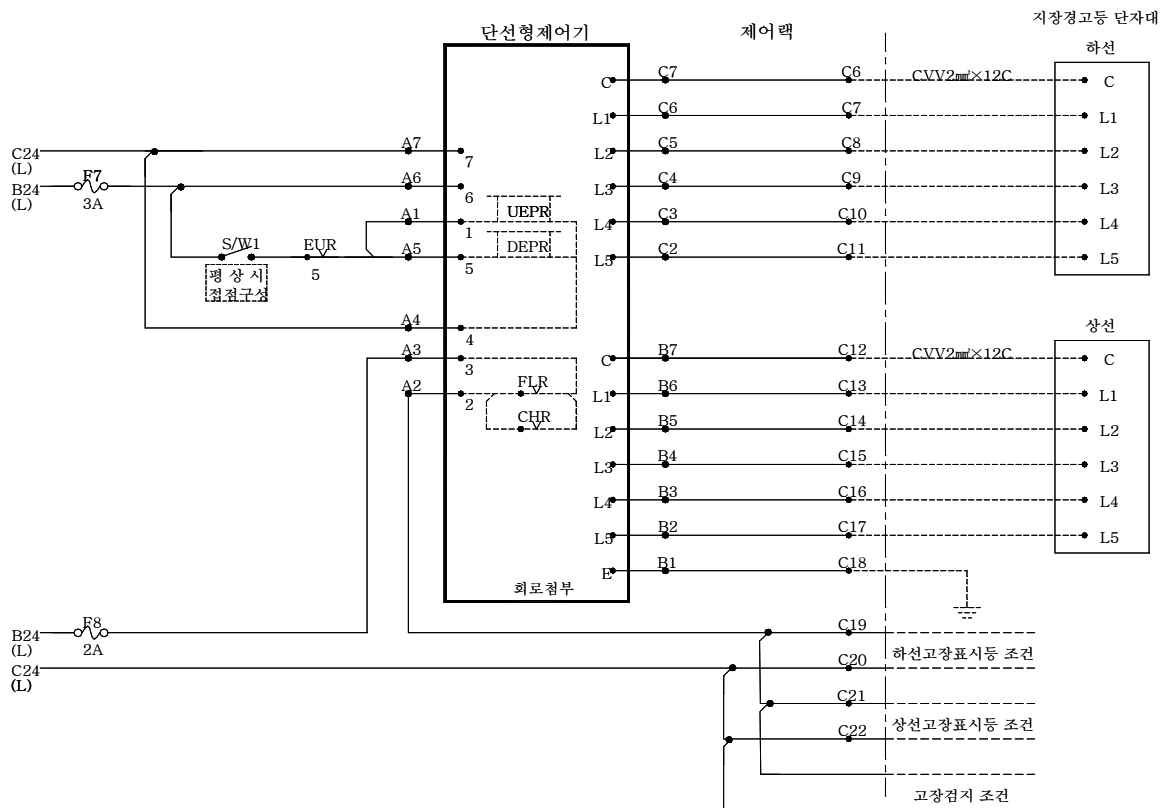 지장경고등 단자대
단선형제어기
제어랙
하선
C C7 C6 CVV2㎟×12C C
L1 C6 C7 L1
C24 (L) A7 7 L2 C5 C8 L2
B24 (L) F7 3A A6 6 L3 C4 C9 L3
UEPR
A1 1 L4 C3 C10 L4
DEPR
S/W1 EUR 5 A5 5 L5 C2 C11 L5
평 상 시
접점구성
상선
A4 4
A3 3 C B7 C12 CVV2㎟×12C C
A2 2 FLR L1 B6 C13 L1
CHR L2 B5 C14 L2
L3 B4 C15 L3
L4 B3 C16 L4
L5 B2 C17 L5
E B1 C18
회로첨부
B24 (L) F8 2A C19
하선고장표시등 조건
C24 (L) C20
C21
상선고장표시등 조건
C22
고장검지 조건